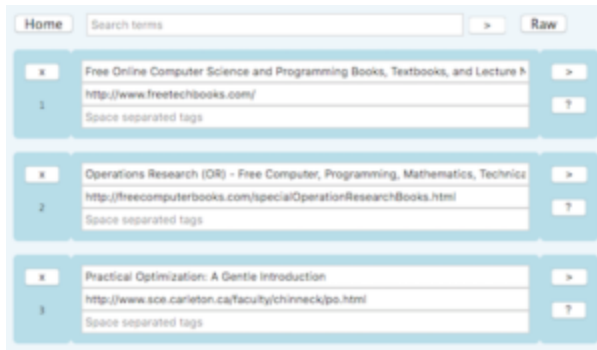 Home Search terms > Raw
x Free Online Computer Science and Programming Books, Textbooks, and Lecture N >
http://www.freetechbooks.com/
1 ?
Space separated tags
x Operations Research (OR) - Free Computer, Programming, Mathematics, Technica >
http://freecomputerbooks.com/specialOperationResearchBooks.html
2 ?
Space separated tags
x Practical Optimization: A Gentle Introduction >
http://www.sce.carleton.ca/faculty/chinneck/po.html
3 ?
Space separated tags